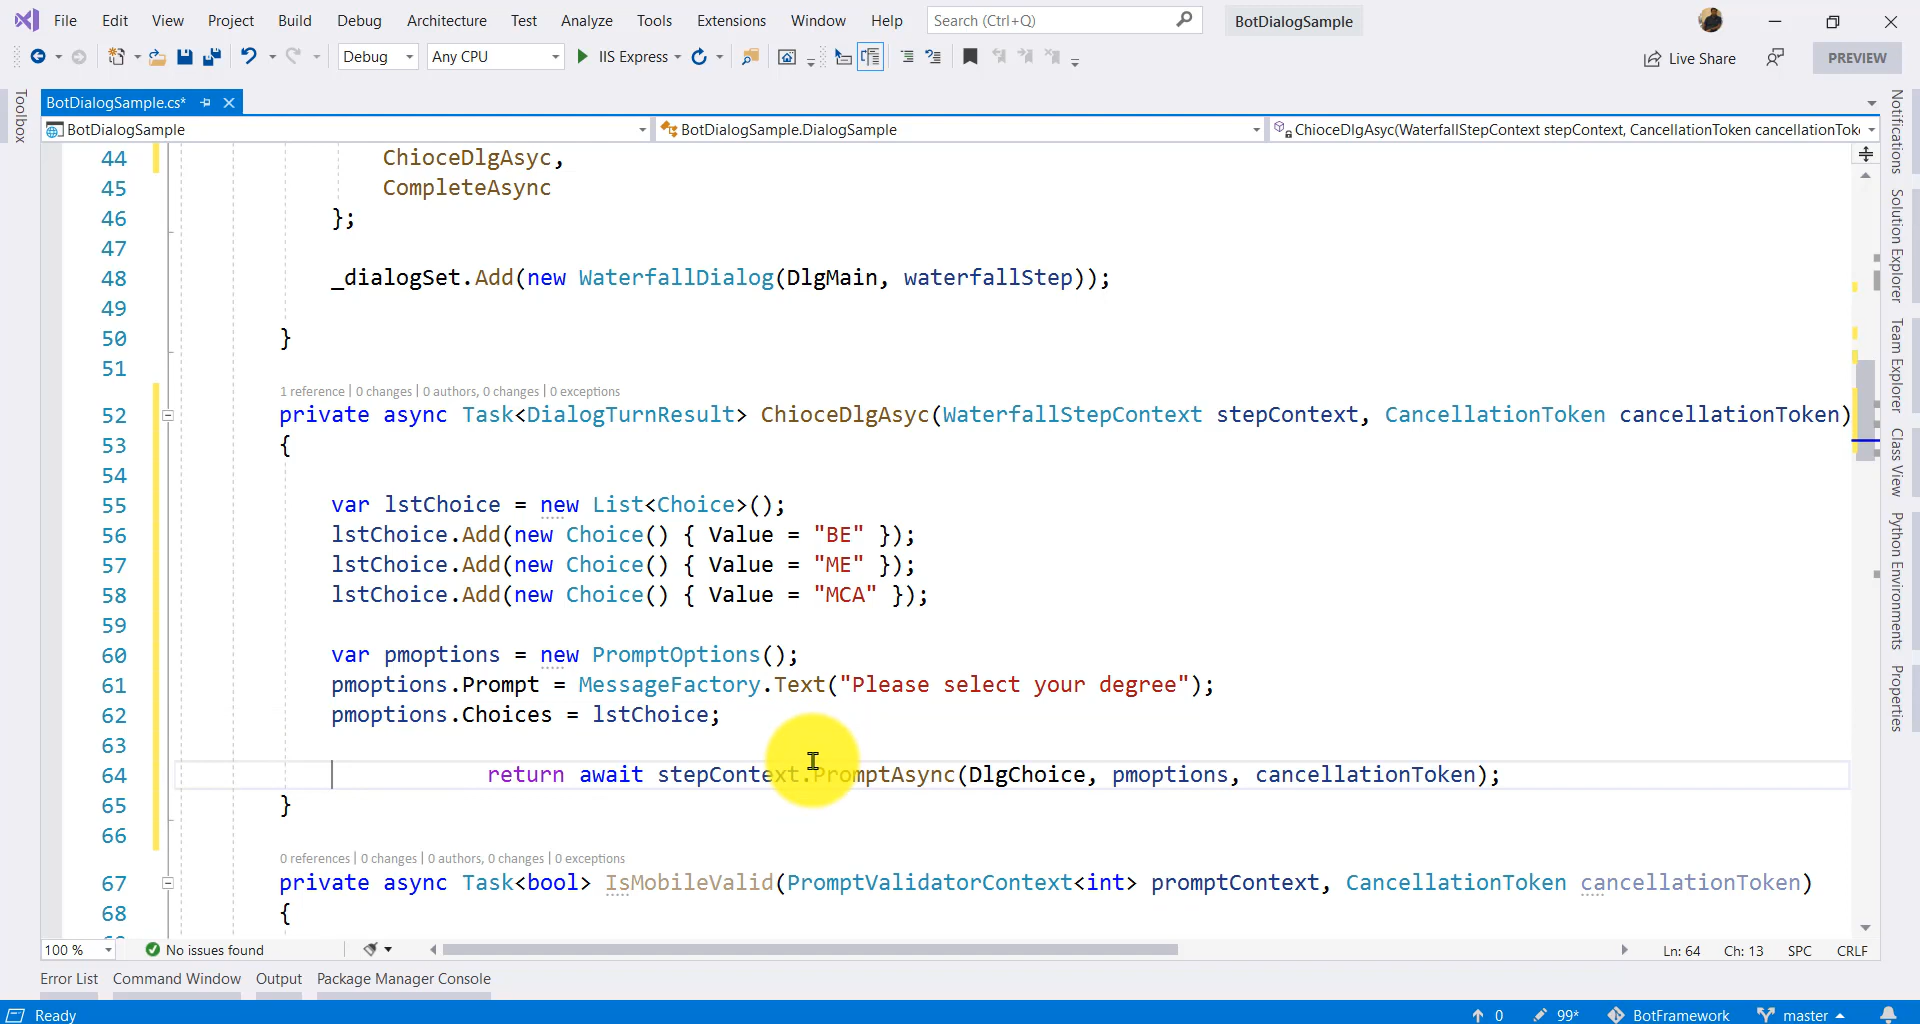 File Edit View Project Build Debug Architecture Test Analyze Tools Extensions Window Help Search (Ctrl+Q) BotDialogSample
Debug Any CPU IIS Express Live Share PREVIEW
BotDialogSample.cs*
BotDialogSample BotDialogSample.DialogSample ChioceDlgAsyc(WaterfallStepContext stepContext, CancellationToken cancellationTok
44 ChioceDlgAsyc,
45 CompleteAsync
46 };
47
48 _dialogSet.Add(new WaterfallDialog(DlgMain, waterfallStep));
49
50 }
51
1 reference | 0 changes | 0 authors, 0 changes | 0 exceptions
52 private async Task<DialogTurnResult> ChioceDlgAsyc(WaterfallStepContext stepContext, CancellationToken cancellationToken)
53 {
54
55 var lstChoice = new List<Choice>();
56 lstChoice.Add(new Choice() { Value = "BE" });
57 lstChoice.Add(new Choice() { Value = "ME" });
58 lstChoice.Add(new Choice() { Value = "MCA" });
59
60 var pmoptions = new PromptOptions();
61 pmoptions.Prompt = MessageFactory.Text("Please select your degree");
62 pmoptions.Choices = lstChoice;
63
64 return await stepContext.PromptAsync(DlgChoice, pmoptions, cancellationToken);
65 }
66
0 references | 0 changes | 0 authors, 0 changes | 0 exceptions
67 private async Task<bool> IsMobileValid(PromptValidatorContext<int> promptContext, CancellationToken cancellationToken)
68 {
100 % No issues found Ln: 64 Ch: 13 SPC CRLF
Error List Command Window Output Package Manager Console
Ready 0 99* BotFramework master
Toolbox
Notifications
Solution Explorer
Team Explorer
Class View
Python Environments
Properties